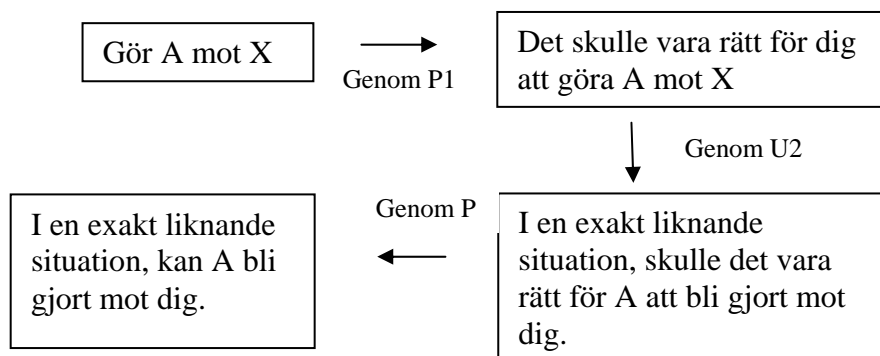 Gör A mot X
Genom P1
Det skulle vara rätt för dig
att göra A mot X
Genom U2
I en exakt liknande
situation, skulle det vara
rätt för A att bli gjort mot
dig.
Genom P
I en exakt liknande
situation, kan A bli
gjort mot dig.